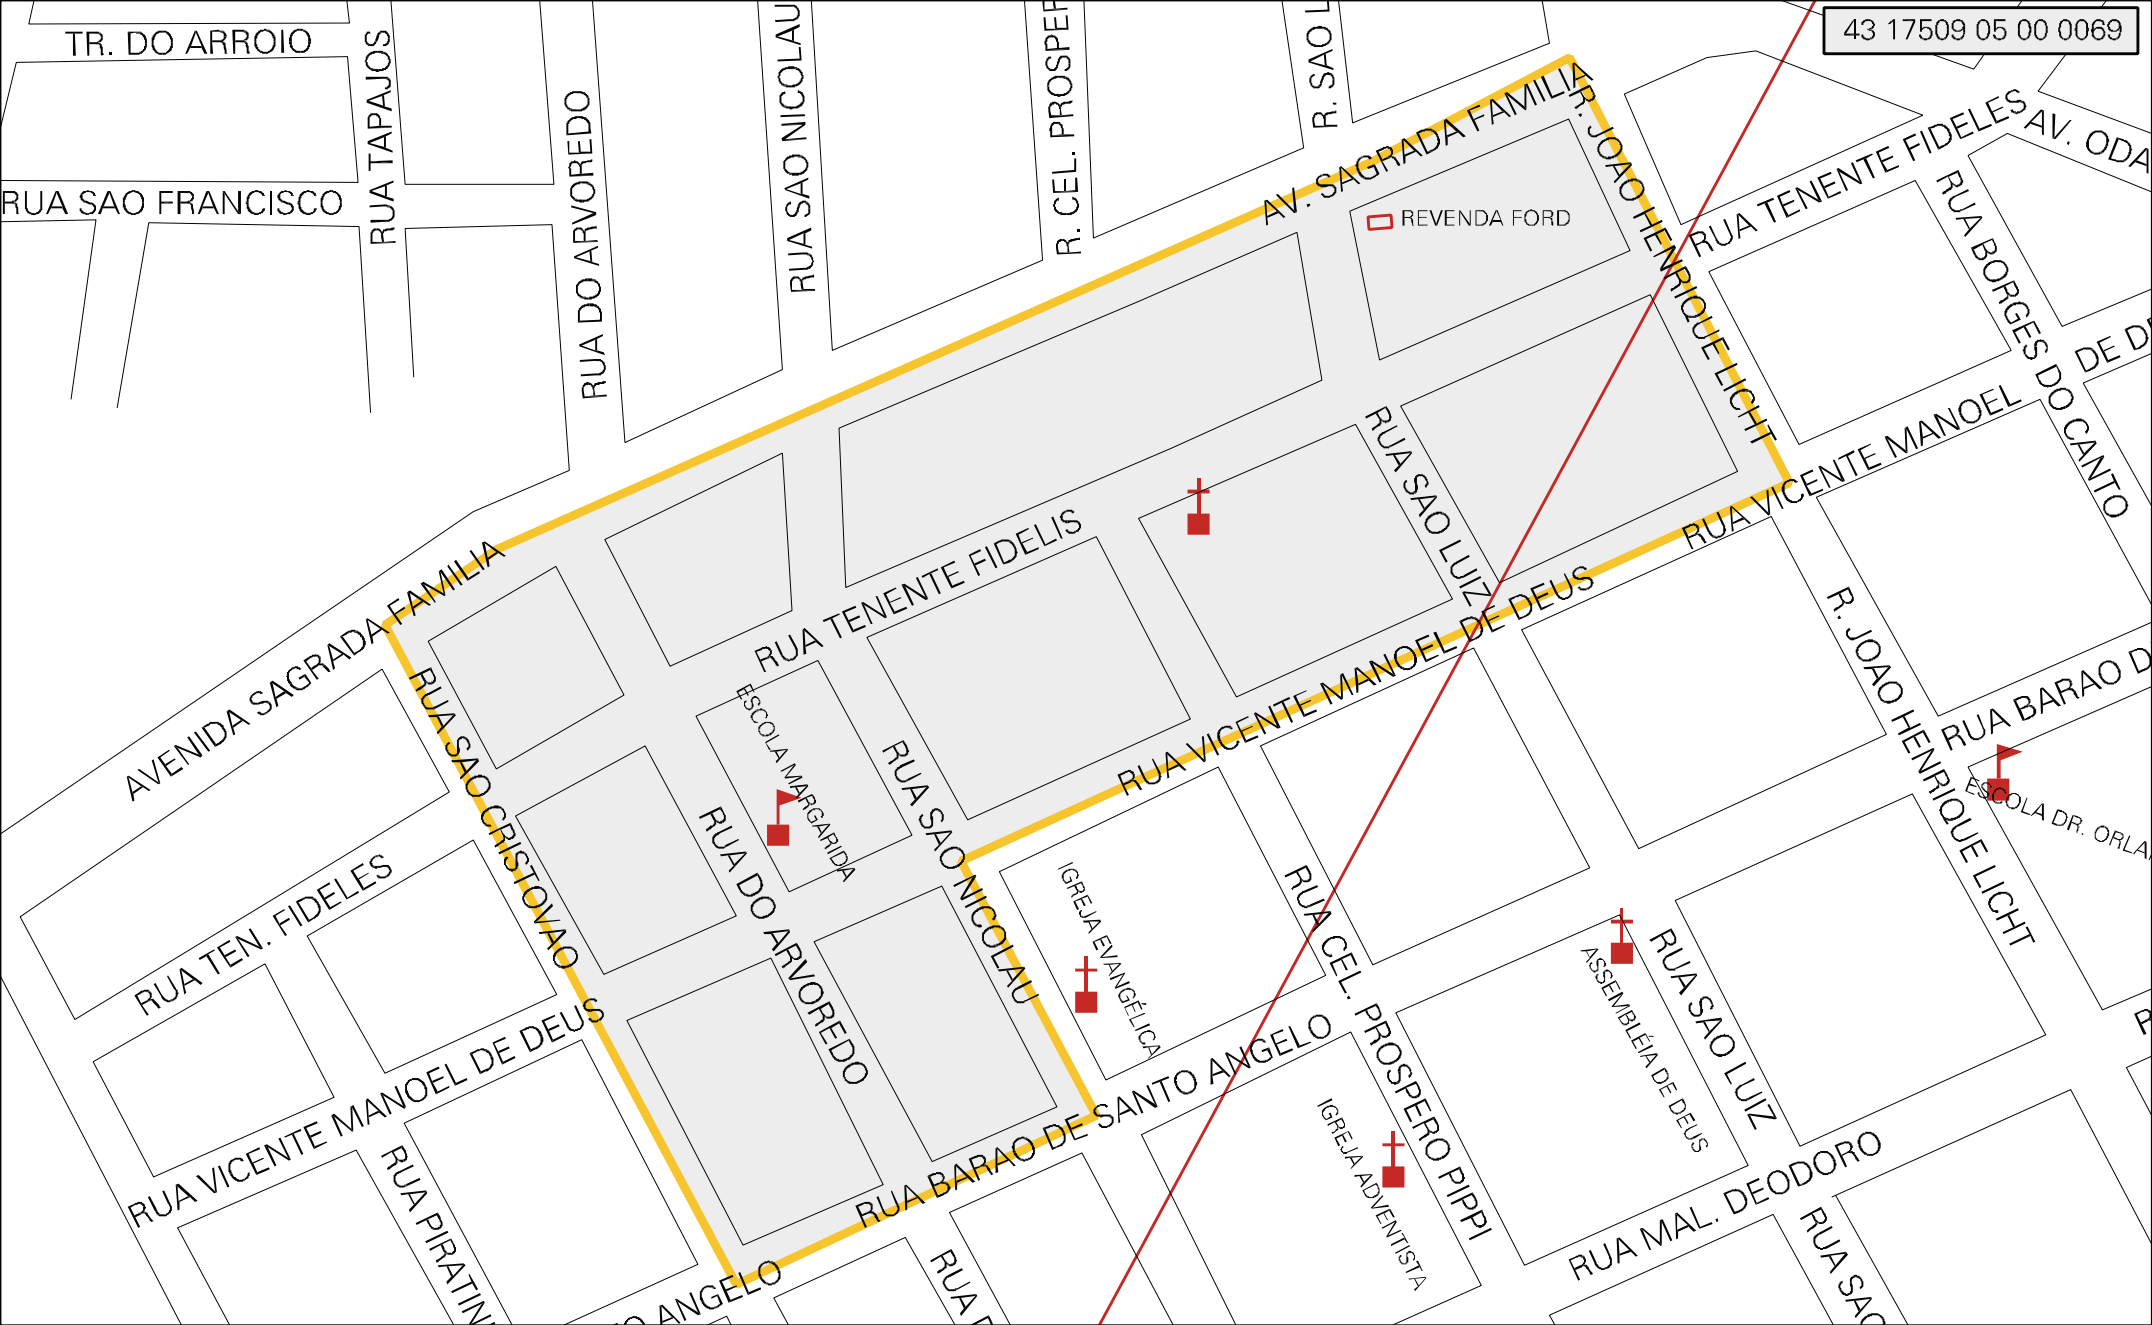 43 17509 05 00 0069
TR. DO ARROIO
RUA TAPAJOS
RUA DO ARVOREDO
RUA SAO NICOLAU
R. CEL. PROSPER
R. SAO L
RUA SAO FRANCISCO
AV. SAGRADA FAMILIA
R. JOAO HENRIQUE LICHT
RUA TENENTE FIDELES
AV. ODA
REVENDA FORD
RUA BORGES DO CANTO
DE D
RUA VICENTE MANOEL
RUA SAO LUIZ
RUA TENENTE FIDELIS
AVENIDA SAGRADA FAMILIA
RUA VICENTE MANOEL DE DEUS
RUA SAO CRISTOVAO
ESCOLA MARGARIDA
RUA SAO NICOLAU
RUA DO ARVOREDO
R. JOAO HENRIQUE LICHT
RUA BARAO D
ESCOLA DR. ORLA
RUA TEN. FIDELES
IGREJA EVANGÉLICA
RUA CEL. PROSPERO PIPPI
ASSEMBLÉIA DE DEUS
RUA SAO LUIZ
RUA VICENTE MANOEL DE DEUS
RUA BARAO DE SANTO ANGELO
IGREJA ADVENTISTA
RUA MAL. DEODORO
RUA PIRATINI
TO ANGELO
RUA D
RUA SAO